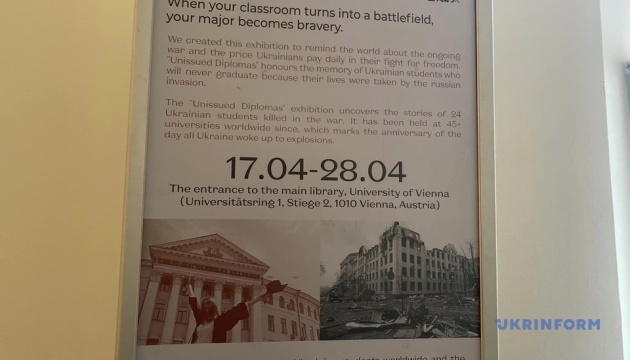 When your classroom turns into a battlefield,
your major becomes bravery.
We created this exhibition to remind the world about the ongoing
war and the price Ukrainians pay daily in their fight for freedom.
"Unissued Diplomas" honours the memory of Ukrainian students who
will never graduate because their lives were taken by the russian
invasion.
The "Unissued Diplomas" exhibition uncovers the stories of 24
Ukrainian students killed in the war. It has been held at 45+
universities worldwide since, which marks the anniversary of the
day all Ukraine woke up to explosions.
17.04-28.04
The entrance to the main library, University of Vienna
(Universitätsring 1, Stiege 2, 1010 Vienna, Austria)
UKRINFORM
students worldwide and the